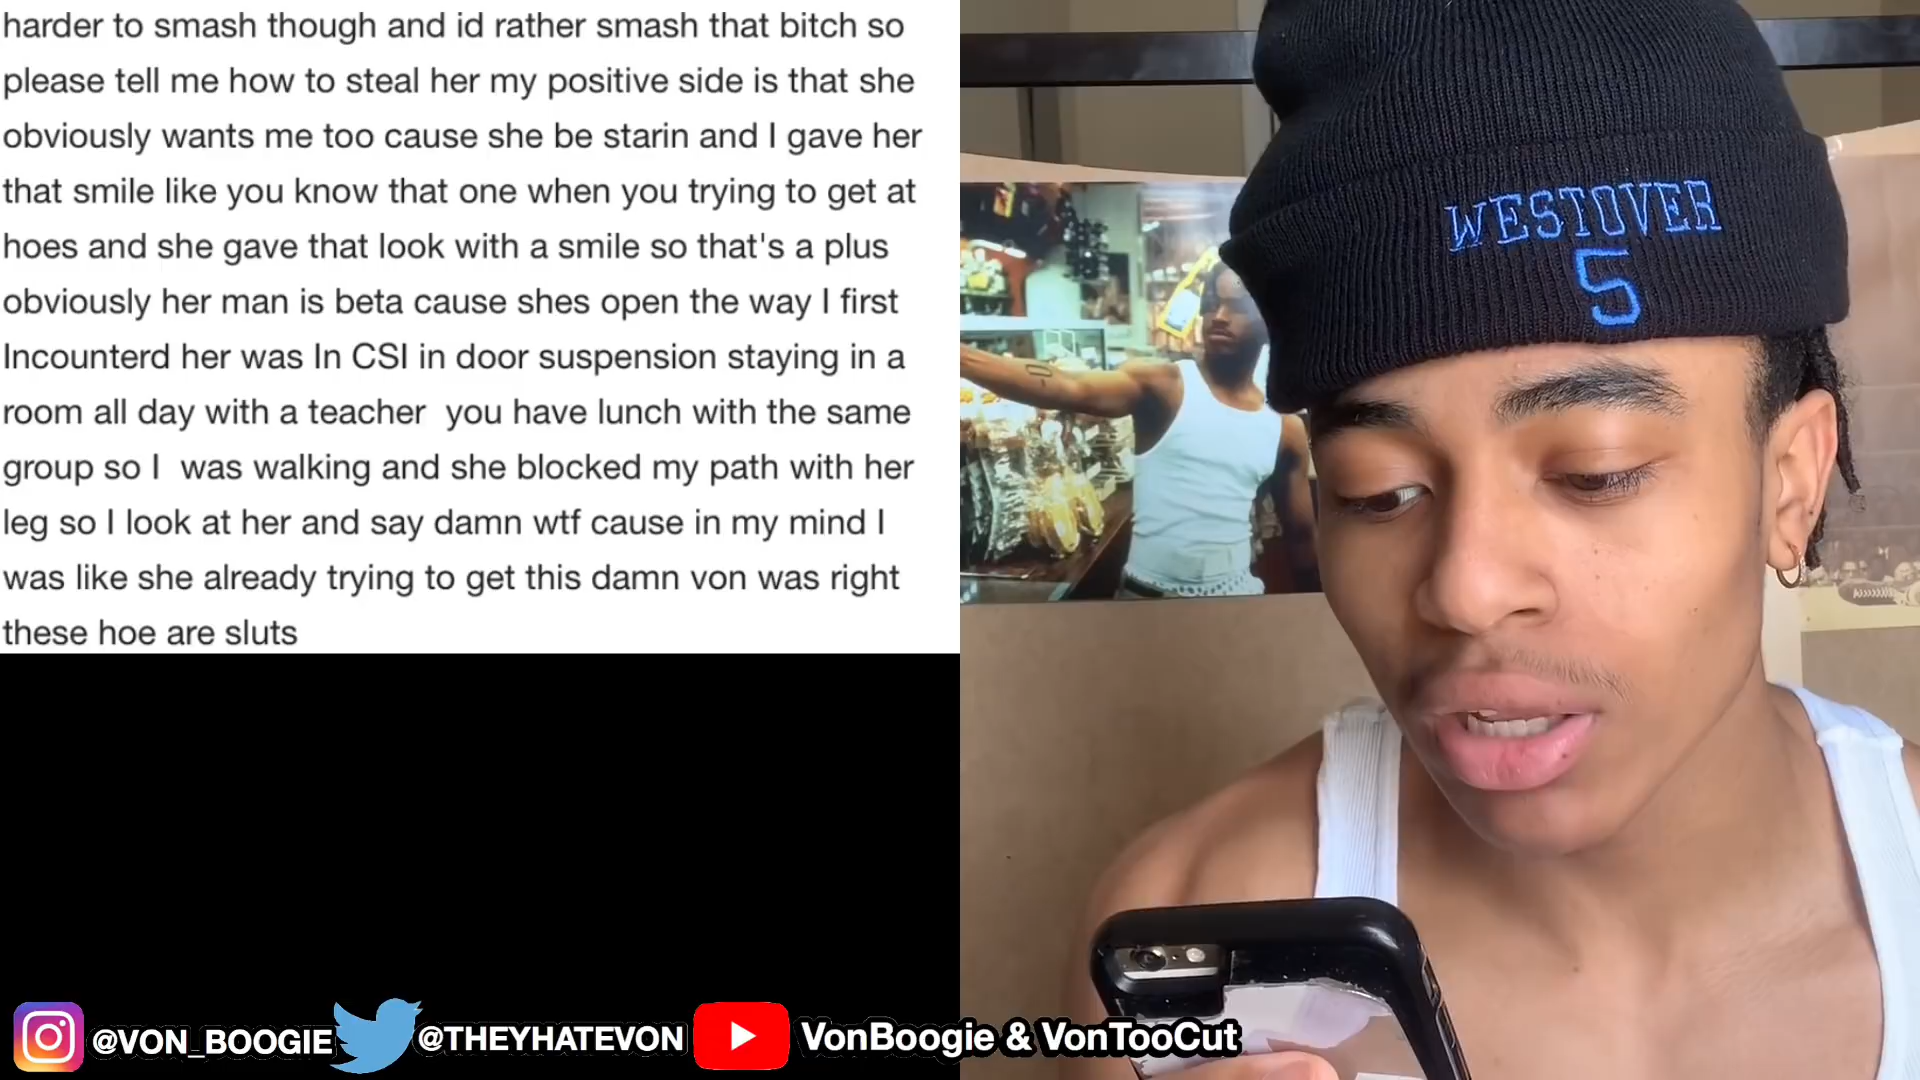 harder to smash though and id rather smash that bitch so
please tell me how to steal her my positive side is that she
obviously wants me too cause she be starin and I gave her
that smile like you know that one when you trying to get at
hoes and she gave that look with a smile so that's a plus
obviously her man is beta cause shes open the way I first
Incounterd her was In CSI in door suspension staying in a
room all day with a teacher  you have lunch with the same
group so I  was walking and she blocked my path with her
leg so I look at her and say damn wtf cause in my mind I
was like she already trying to get this damn von was right
these hoe are sluts
WESTOVER
5
@VON_BOOGIE @THEYHATEVON VonBoogie & VonTooCut